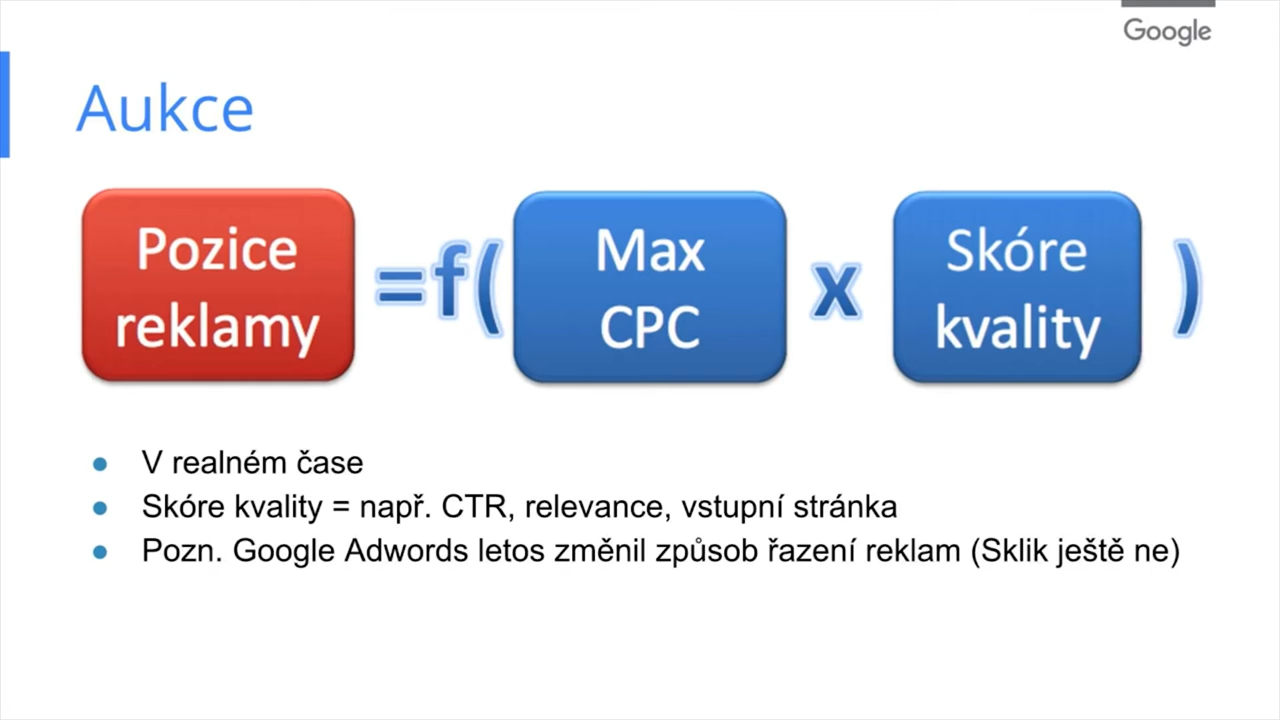 Google
Aukce
Pozice
reklamy
=f(
Max
CPC
x
Skóre
kvality
)
● V realném čase
● Skóre kvality = např. CTR, relevance, vstupní stránka
● Pozn. Google Adwords letos změnil způsob řazení reklam (Sklik ještě ne)